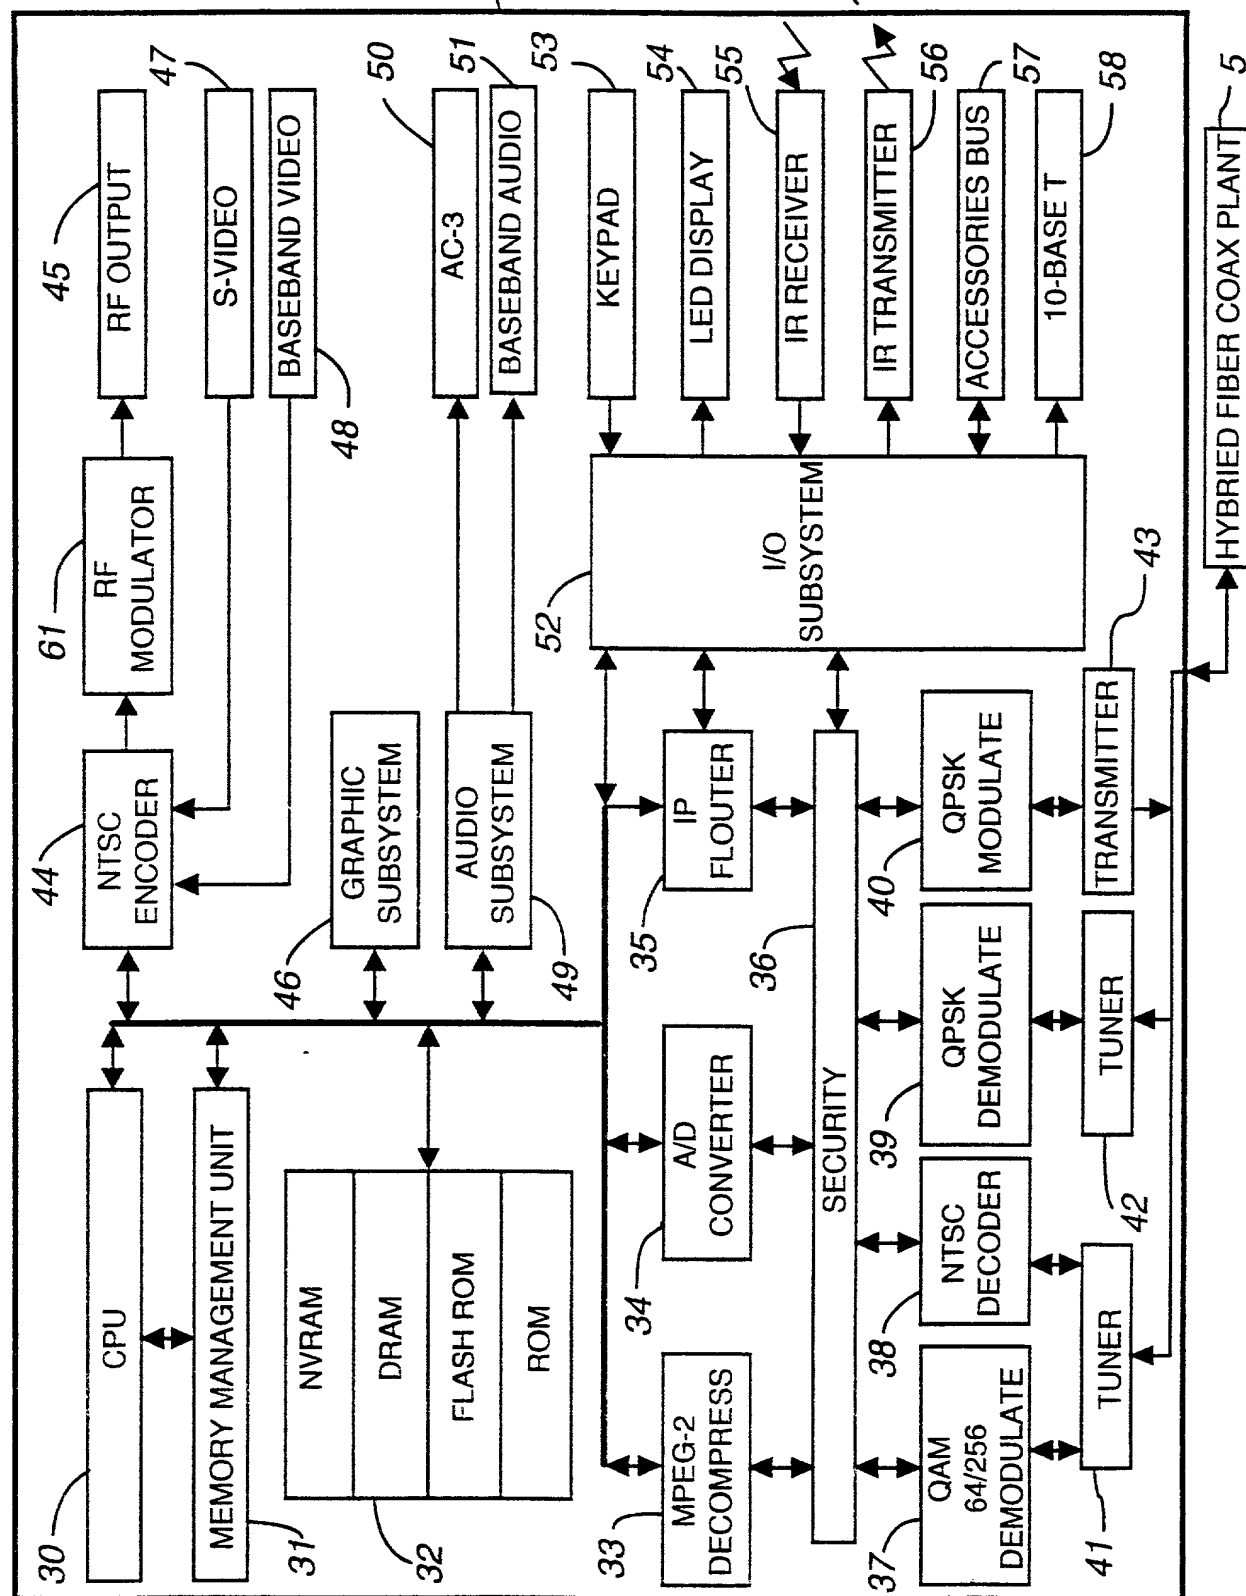 30
CPU
MEMORY MANAGEMENT UNIT
31
NVRAM
DRAM
FLASH ROM
ROM
32
44
NTSC
ENCODER
61
RF
MODULATOR
45
RF OUTPUT
47
S-VIDEO
BASEBAND VIDEO
48
46
GRAPHIC
SUBSYSTEM
AUDIO
SUBSYSTEM
49
50
AC-3
51
BASEBAND AUDIO
53
KEYPAD
54
LED DISPLAY
55
IR RECEIVER
IR TRANSMITTER
56
ACCESSORIES BUS
57
10-BASE T
58
52
I/O
SUBSYSTEM
33
MPEG-2
DECOMPRESS
34
A/D
CONVERTER
35
IP
FLOUTER
36
SECURITY
37
QAM
64/256
DEMODULATE
38
NTSC
DECODER
39
QPSK
DEMODULATE
40
QPSK
MODULATE
41
TUNER
42
TUNER
TRANSMITTER
43
HYBRIED FIBER COAX PLANT
5